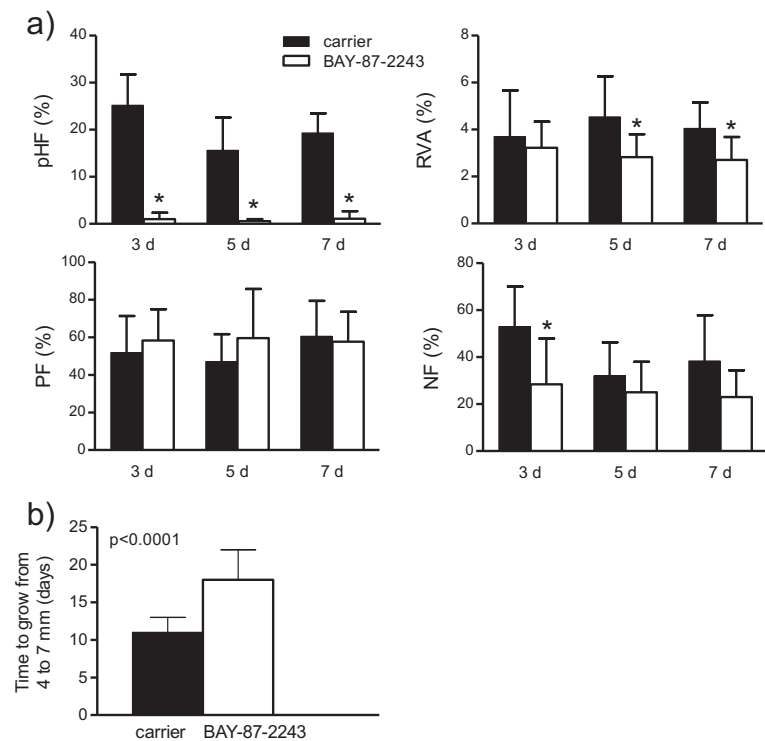 a)
carrier
BAY-87-2243
pHF (%)
40
30
20
10
0
*
*
*
3 d
5 d
7 d
RVA (%)
8
6
4
2
0
*
*
3 d
5 d
7 d
PF (%)
100
80
60
40
20
0
3 d
5 d
7 d
NF (%)
80
60
40
20
0
*
3 d
5 d
7 d
b)
Time to grow from
4 to 7 mm (days)
25
20
15
10
5
0
p<0.0001
carrier
BAY-87-2243